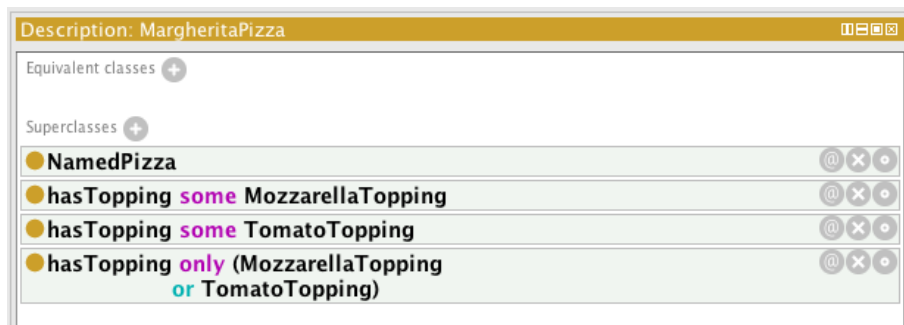 Description: MargheritaPizza
Equivalent classes
Superclasses
NamedPizza
hasTopping some MozzarellaTopping
hasTopping some TomatoTopping
hasTopping only (MozzarellaTopping
or TomatoTopping)